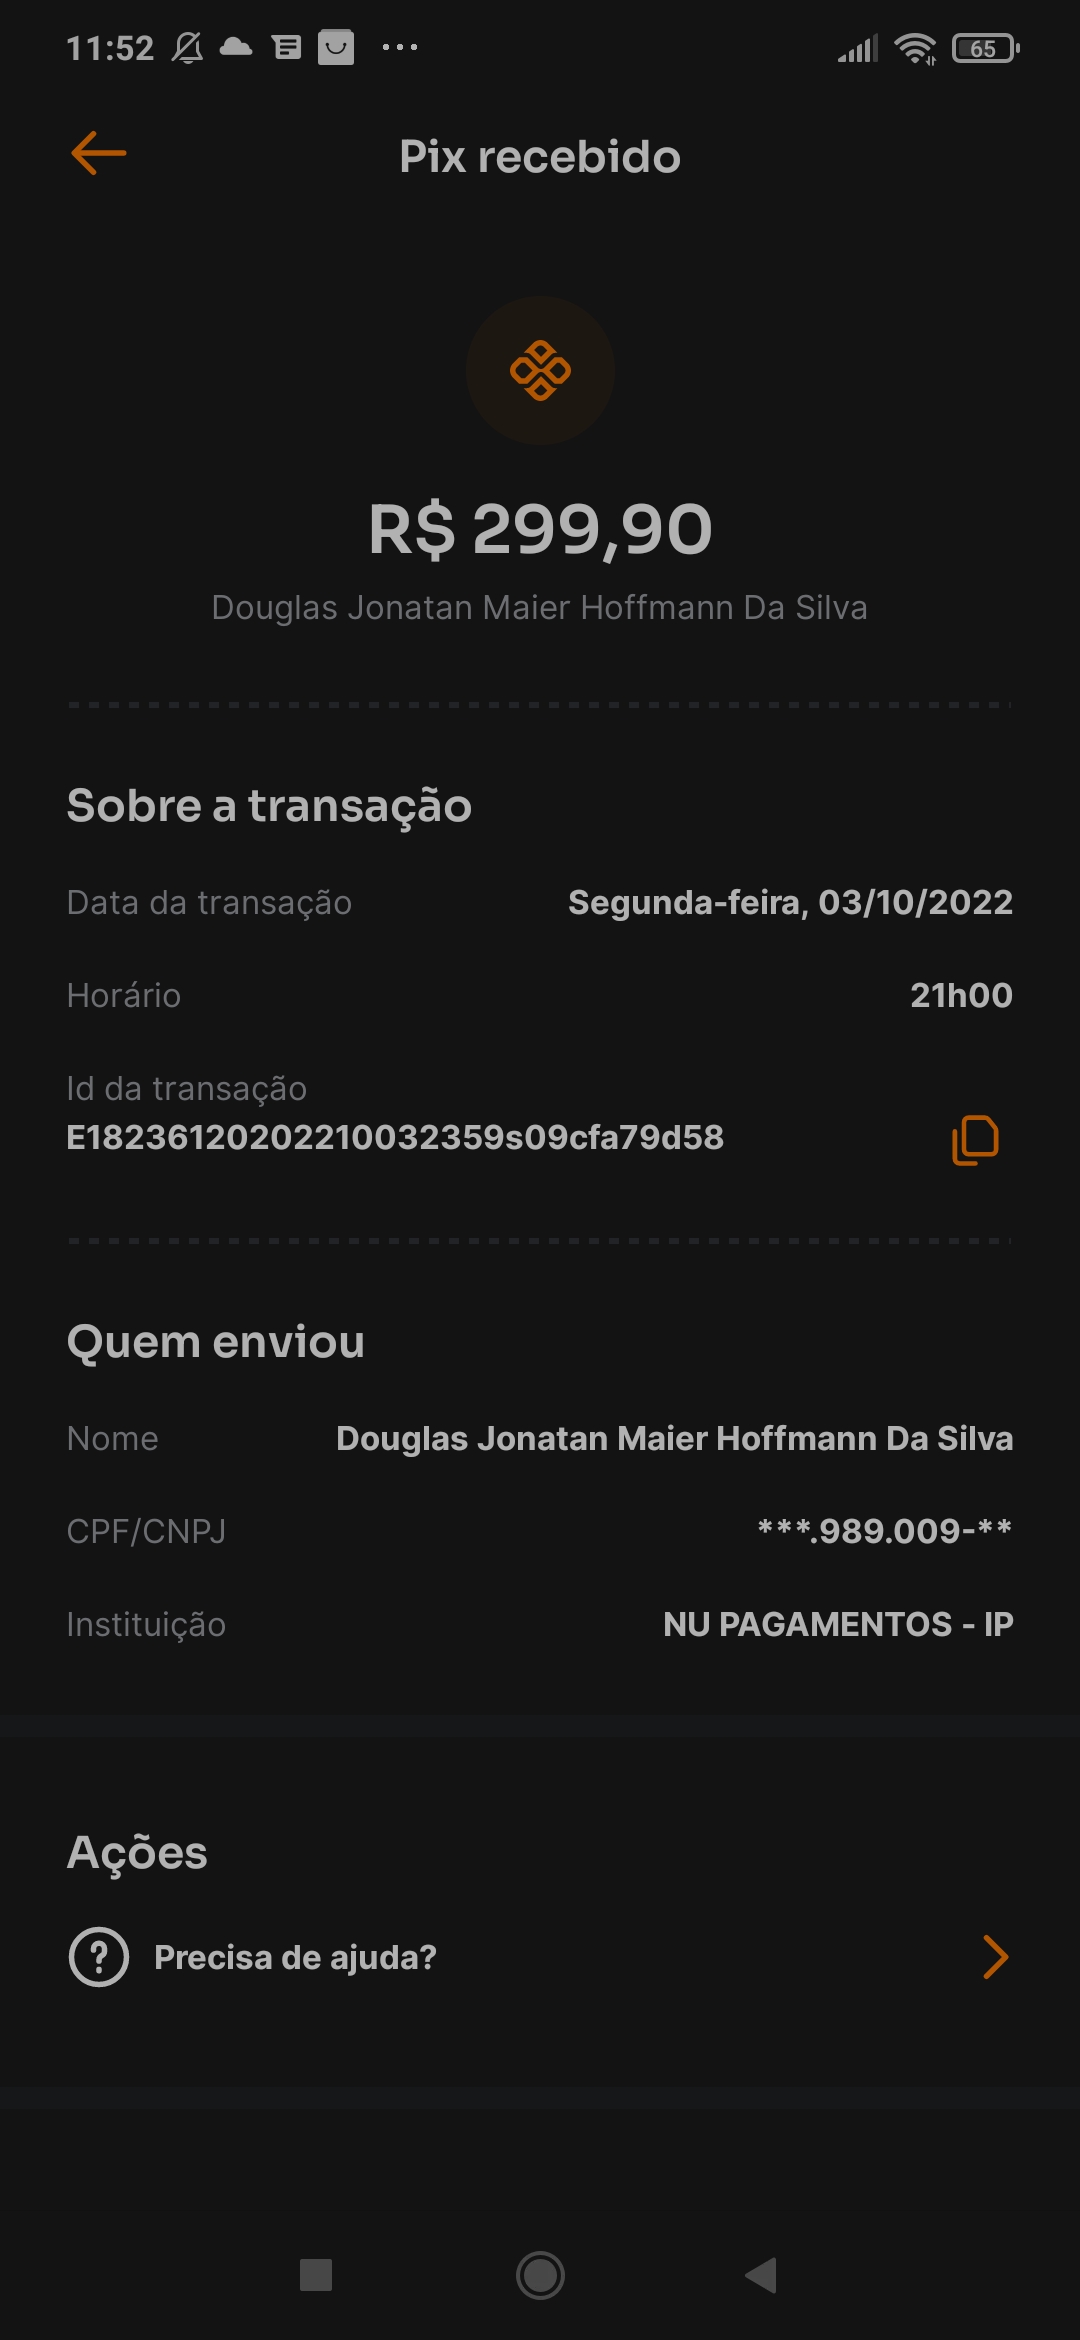 11:52
65
Pix recebido
R$ 299,90
Douglas Jonatan Maier Hoffmann Da Silva
Sobre a transação
Data da transação Segunda-feira, 03/10/2022
Horário 21h00
Id da transação
E18236120202210032359s09cfa79d58
Quem enviou
Nome Douglas Jonatan Maier Hoffmann Da Silva
CPF/CNPJ ***.989.009-**
Instituição NU PAGAMENTOS - IP
Ações
Precisa de ajuda?